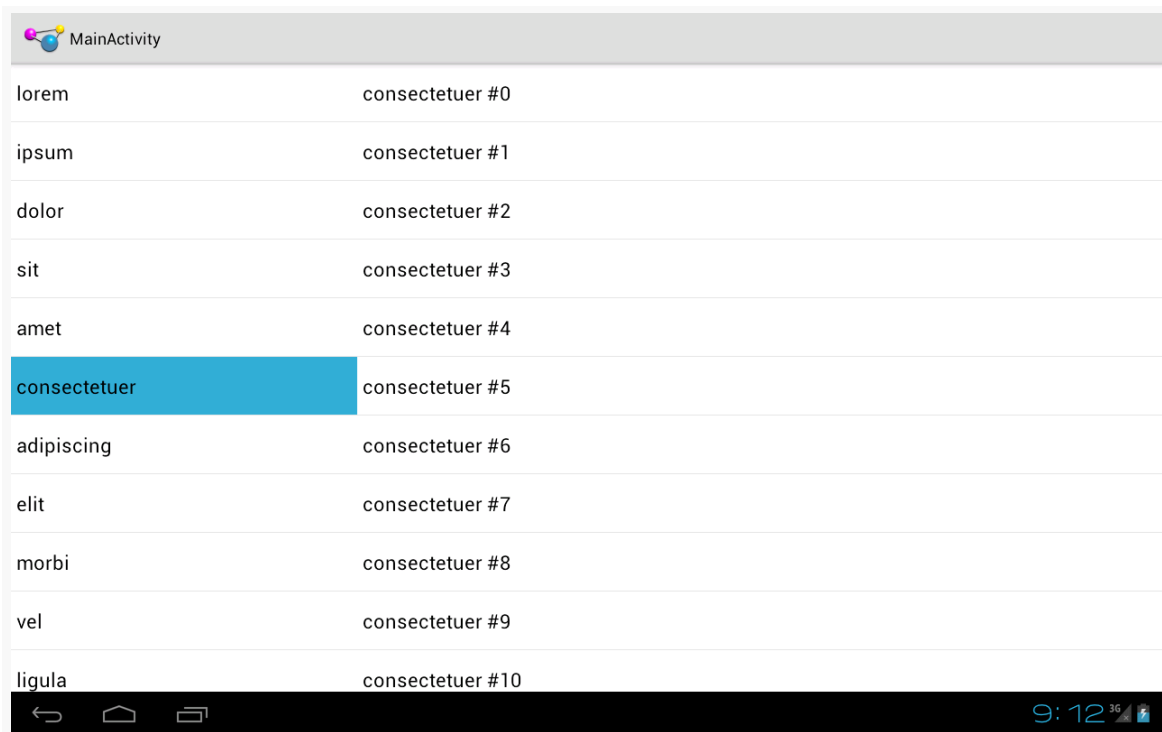 MainActivity
lorem consectetuer #0
ipsum consectetuer #1
dolor consectetuer #2
sit consectetuer #3
amet consectetuer #4
consectetuer consectetuer #5
adipiscing consectetuer #6
elit consectetuer #7
morbi consectetuer #8
vel consectetuer #9
ligula consectetuer #10
9:12 3G